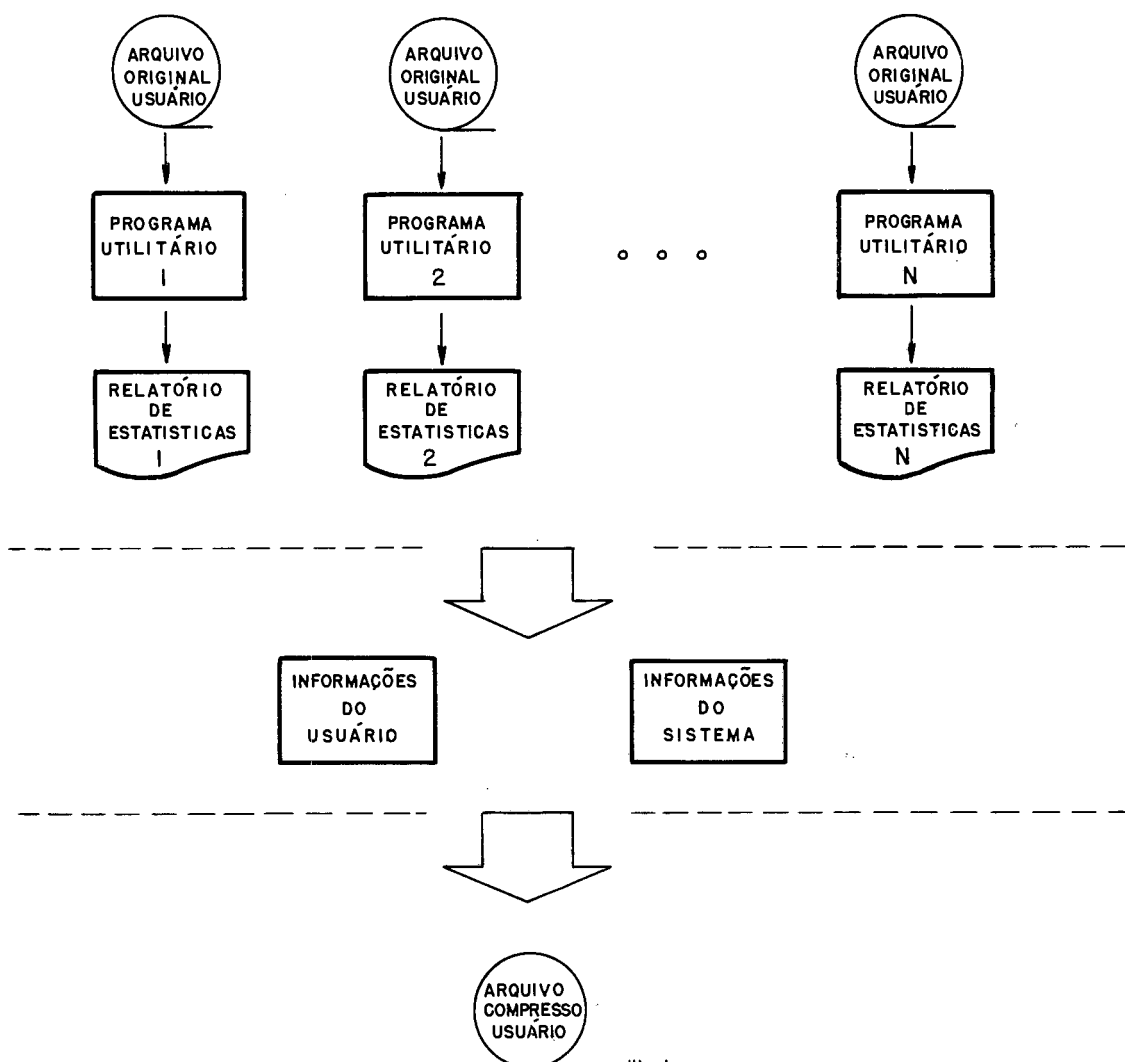 ARQUIVO
ORIGINAL
USUÁRIO
ARQUIVO
ORIGINAL
USUÁRIO
ARQUIVO
ORIGINAL
USUÁRIO
PROGRAMA
UTILITÁRIO
1
PROGRAMA
UTILITÁRIO
2
PROGRAMA
UTILITÁRIO
N
RELATÓRIO
DE
ESTATISTICAS
1
RELATÓRIO
DE
ESTATISTICAS
2
RELATÓRIO
DE
ESTATISTICAS
N
INFORMAÇÕES
DO
USUÁRIO
INFORMAÇÕES
DO
SISTEMA
ARQUIVO
COMPRESSO
USUÁRIO